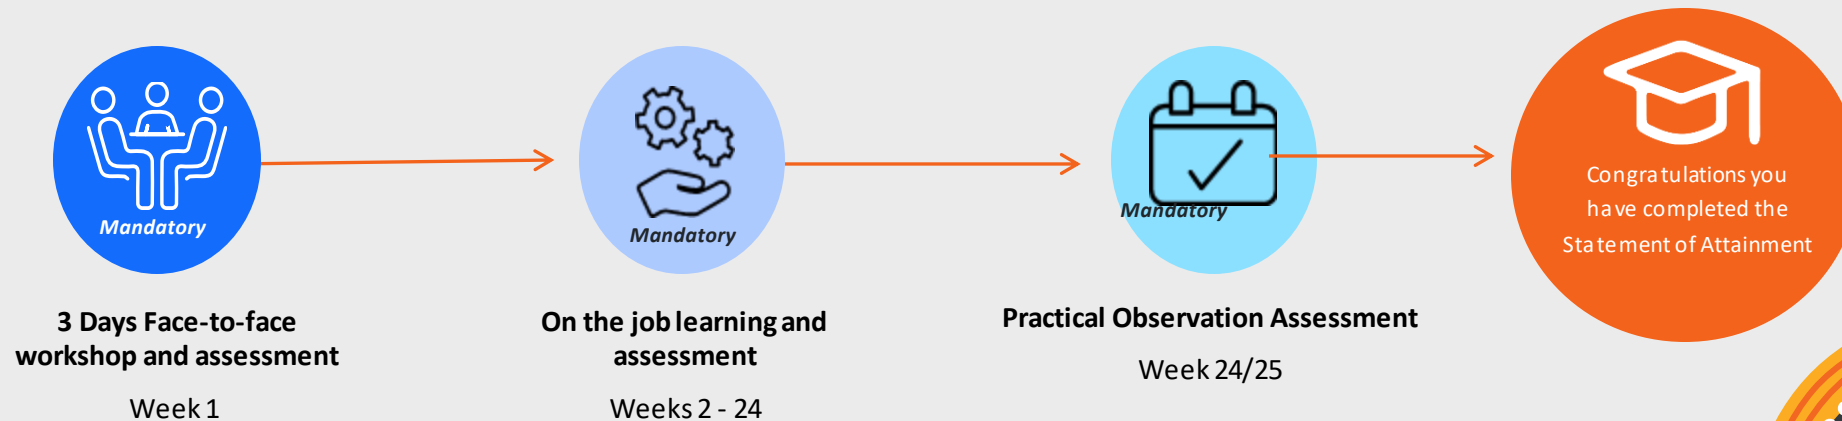 Mandatory
3 Days Face-to-face
workshop and assessment
Week 1
Mandatory
On the job learning and
assessment
Weeks 2 - 24
Mandatory
Practical Observation Assessment
Week 24/25
Congratulations you
have completed the
Statement of Attainment